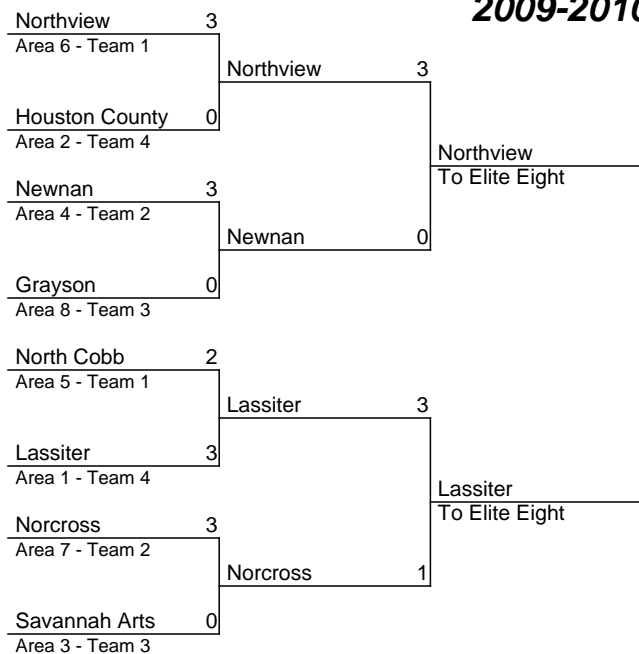 2009-2010
Northview 3
Area 6 - Team 1
Northview 3
Houston County 0
Area 2 - Team 4
Northview
To Elite Eight
Newnan 3
Area 4 - Team 2
Newnan 0
Grayson 0
Area 8 - Team 3
North Cobb 2
Area 5 - Team 1
Lassiter 3
Lassiter 3
Area 1 - Team 4
Lassiter
To Elite Eight
Norcross 3
Area 7 - Team 2
Norcross 1
Savannah Arts 0
Area 3 - Team 3